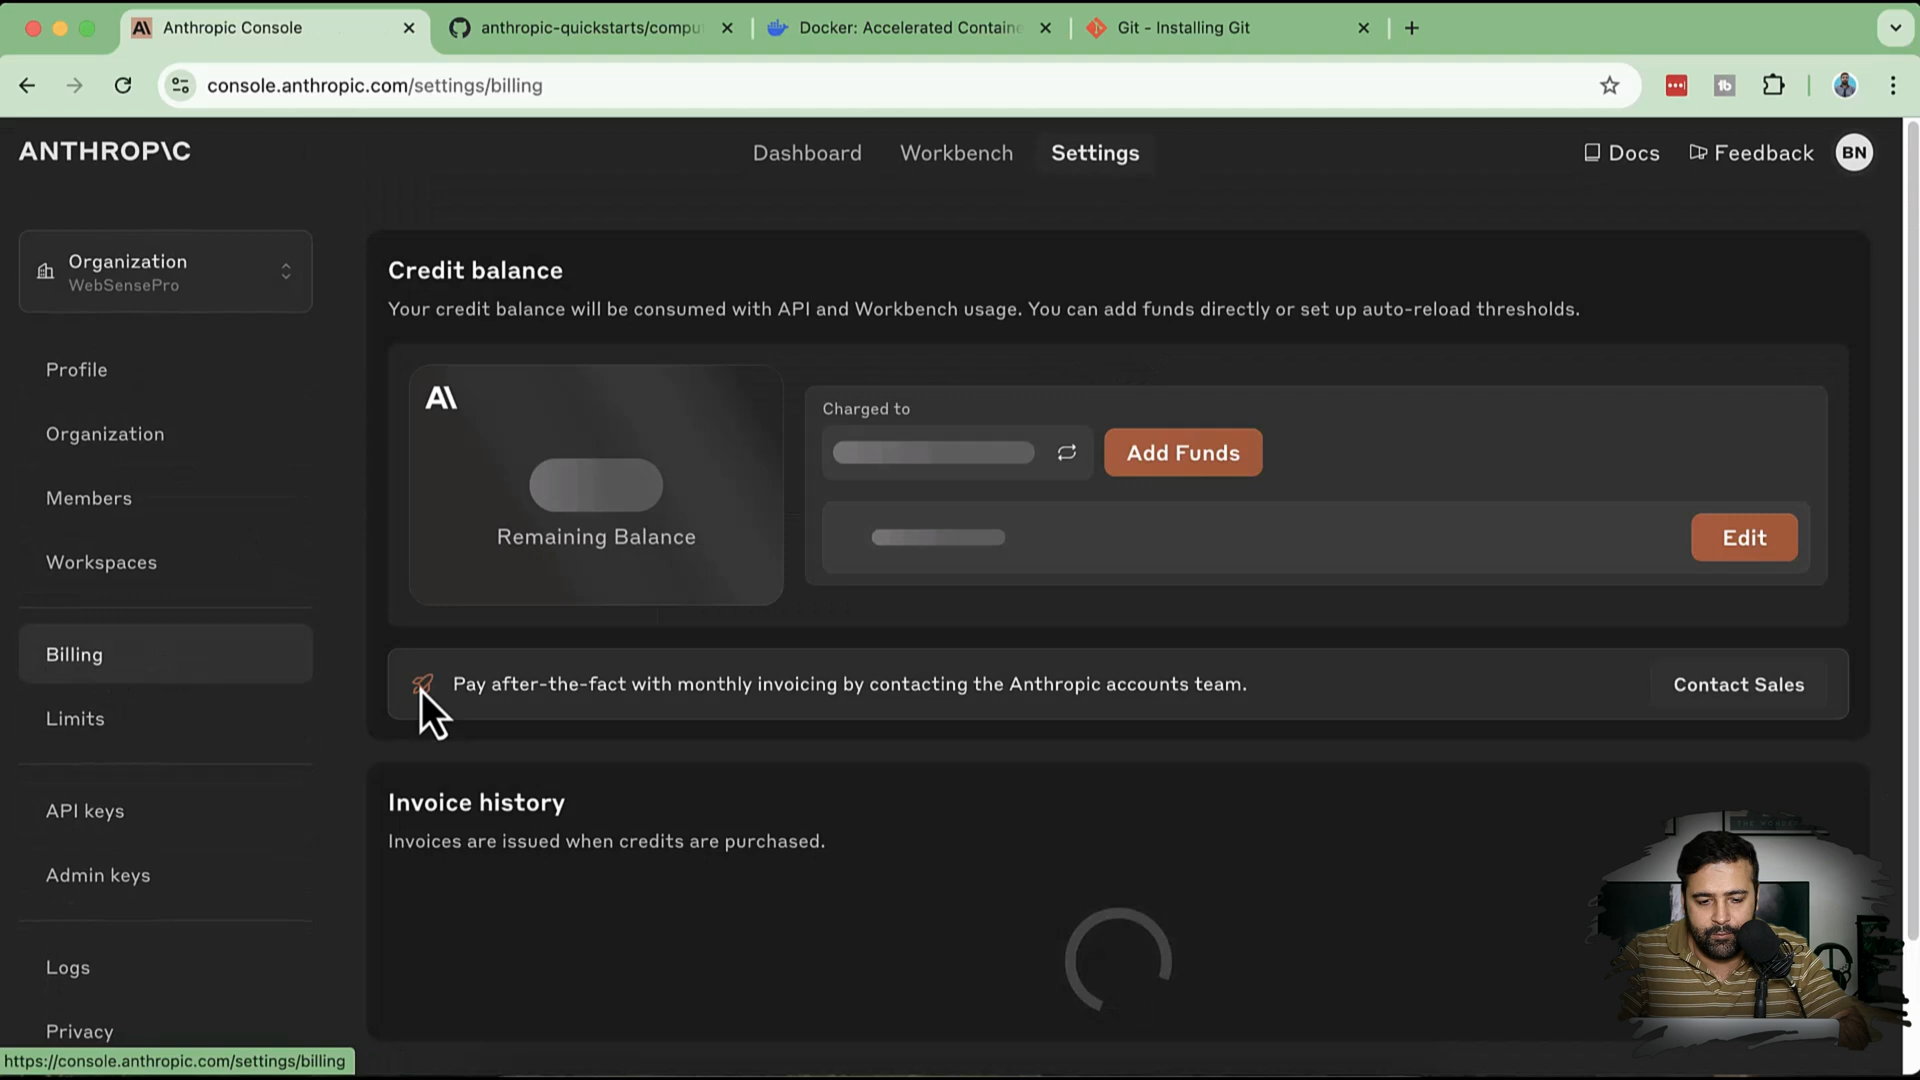 Anthropic Console
anthropic-quickstarts/compu
Docker: Accelerated Containe
Git - Installing Git
console.anthropic.com/settings/billing
tb
ANTHROP\C
Dashboard
Workbench
Settings
Docs
Feedback
BN
Organization
WebSensePro
Profile
Organization
Members
Workspaces
Billing
Limits
API keys
Admin keys
Logs
Privacy
Credit balance
Your credit balance will be consumed with API and Workbench usage. You can add funds directly or set up auto-reload thresholds.
A\
Remaining Balance
Charged to
Add Funds
Edit
Pay after-the-fact with monthly invoicing by contacting the Anthropic accounts team.
Contact Sales
Invoice history
Invoices are issued when credits are purchased.
https://console.anthropic.com/settings/billing